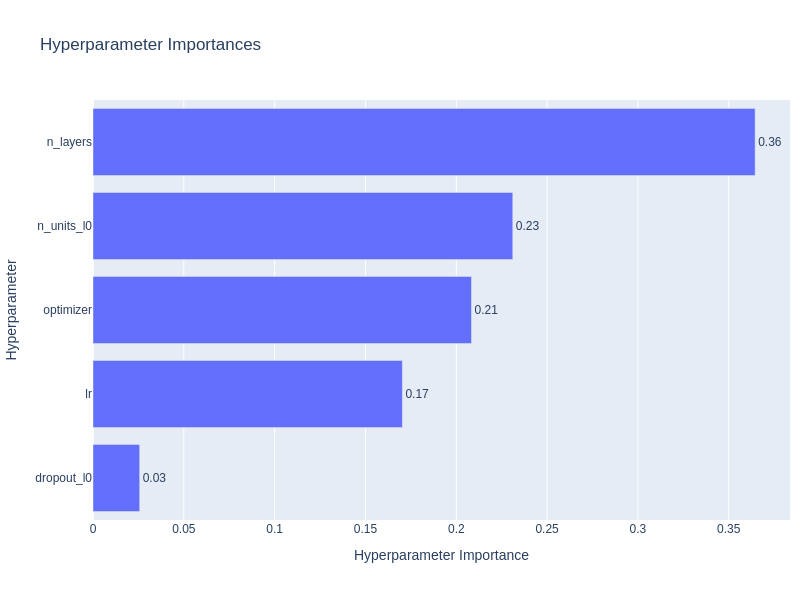 Hyperparameter Importances
n_layers
0.36
n_units_l0
0.23
optimizer
0.21
lr
0.17
dropout_l0
0.03
0 0.05 0.1 0.15 0.2 0.25 0.3 0.35
Hyperparameter Importance
Hyperparameter